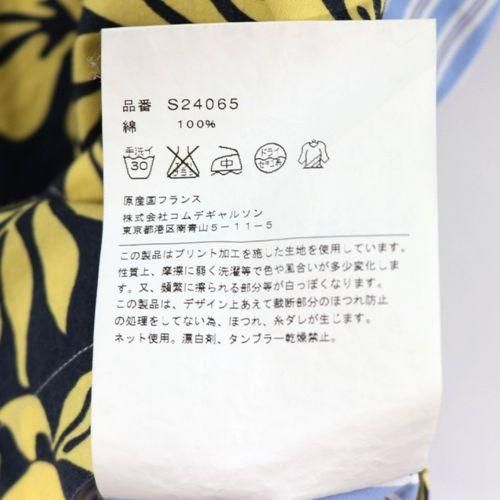 品番 S24065
綿 100%
手洗イ 30 中 ドライ セキユ系
原産国フランス
株式会社コムデギャルソン
東京都港区南青山5-11-5
この製品はプリント加工を施した生地を使用しています。
性質上、摩擦に弱く洗濯等で色や風合いが多少変化しま
す。又、頻繁に擦られる部分等が白っぽくなります。
この製品は、デザイン上あえて裁断部分のほつれ防止
の処理をしてない為、ほつれ、糸ダレが生じます。
ネット使用。漂白剤、タンブラー乾燥禁止。